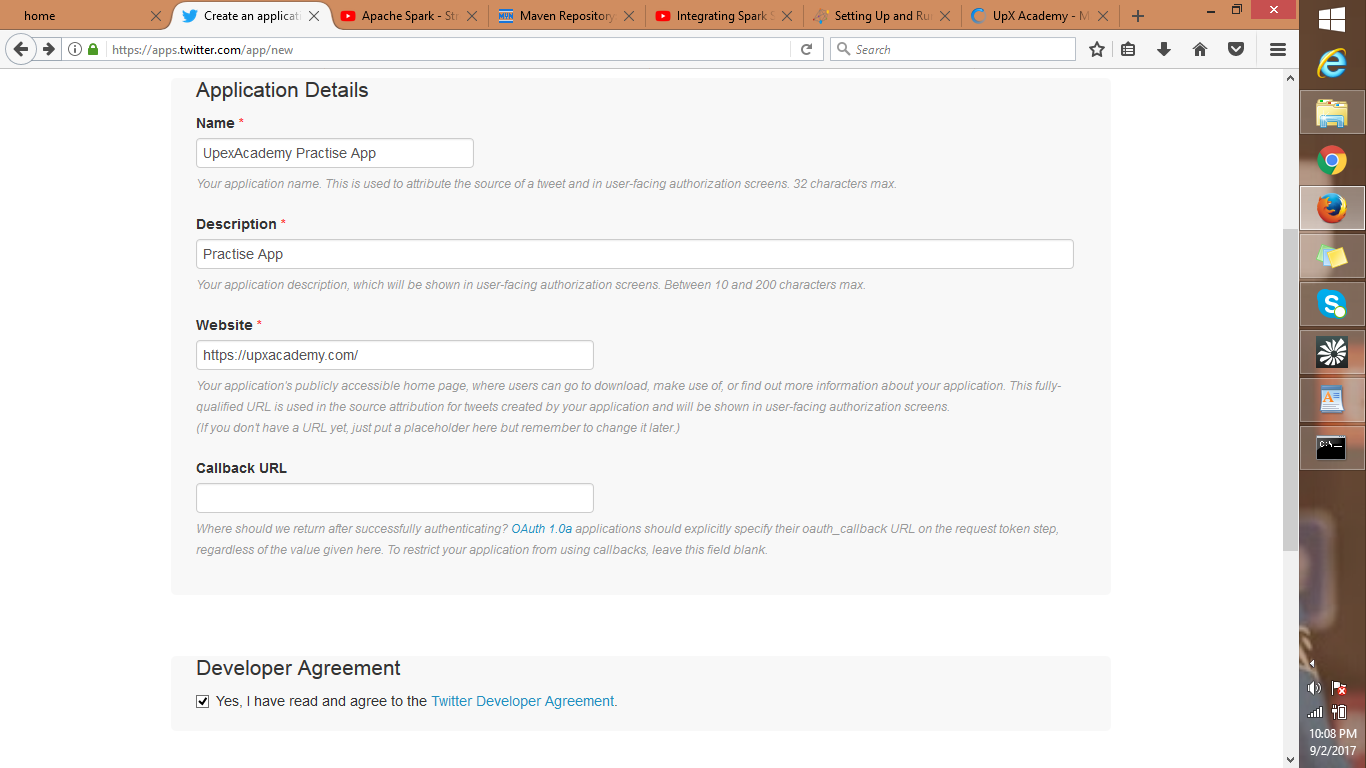 home
Create an applicat
Apache Spark - Str
Maven Repository
Integrating Spark S
Setting Up and Ru
UpX Academy - M
https://apps.twitter.com/app/new
Search
Application Details
Name *
UpexAcademy Practise App
Your application name. This is used to attribute the source of a tweet and in user-facing authorization screens. 32 characters max.
Description *
Practise App
Your application description, which will be shown in user-facing authorization screens. Between 10 and 200 characters max.
Website *
https://upxacademy.com/
Your application's publicly accessible home page, where users can go to download, make use of, or find out more information about your application. This fully-
qualified URL is used in the source attribution for tweets created by your application and will be shown in user-facing authorization screens.
(If you don't have a URL yet, just put a placeholder here but remember to change it later.)
Callback URL
Where should we return after successfully authenticating? OAuth 1.0a applications should explicitly specify their oauth_callback URL on the request token step,
regardless of the value given here. To restrict your application from using callbacks, leave this field blank.
Developer Agreement
Yes, I have read and agree to the Twitter Developer Agreement.
10:08 PM
9/2/2017